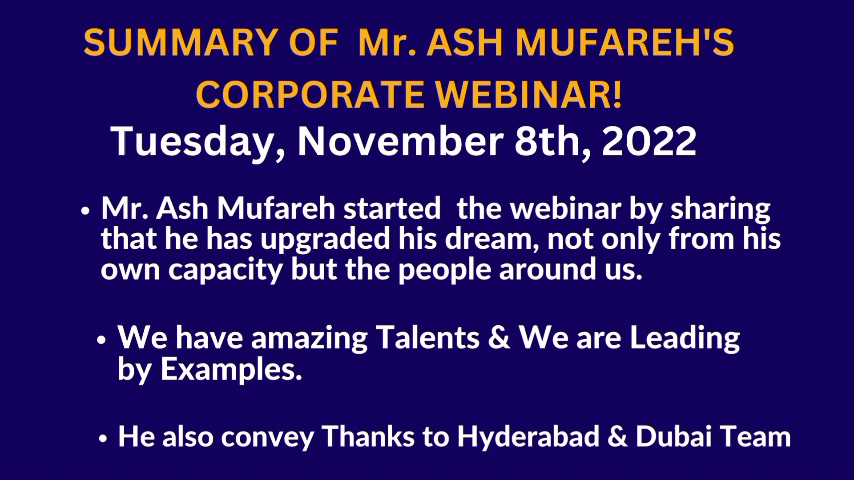 SUMMARY OF Mr. ASH MUFAREH'S
CORPORATE WEBINAR!
Tuesday, November 8th, 2022
• Mr. Ash Mufareh started the webinar by sharing
that he has upgraded his dream, not only from his
own capacity but the people around us.
• We have amazing Talents & We are Leading
by Examples.
• He also convey Thanks to Hyderabad & Dubai Team